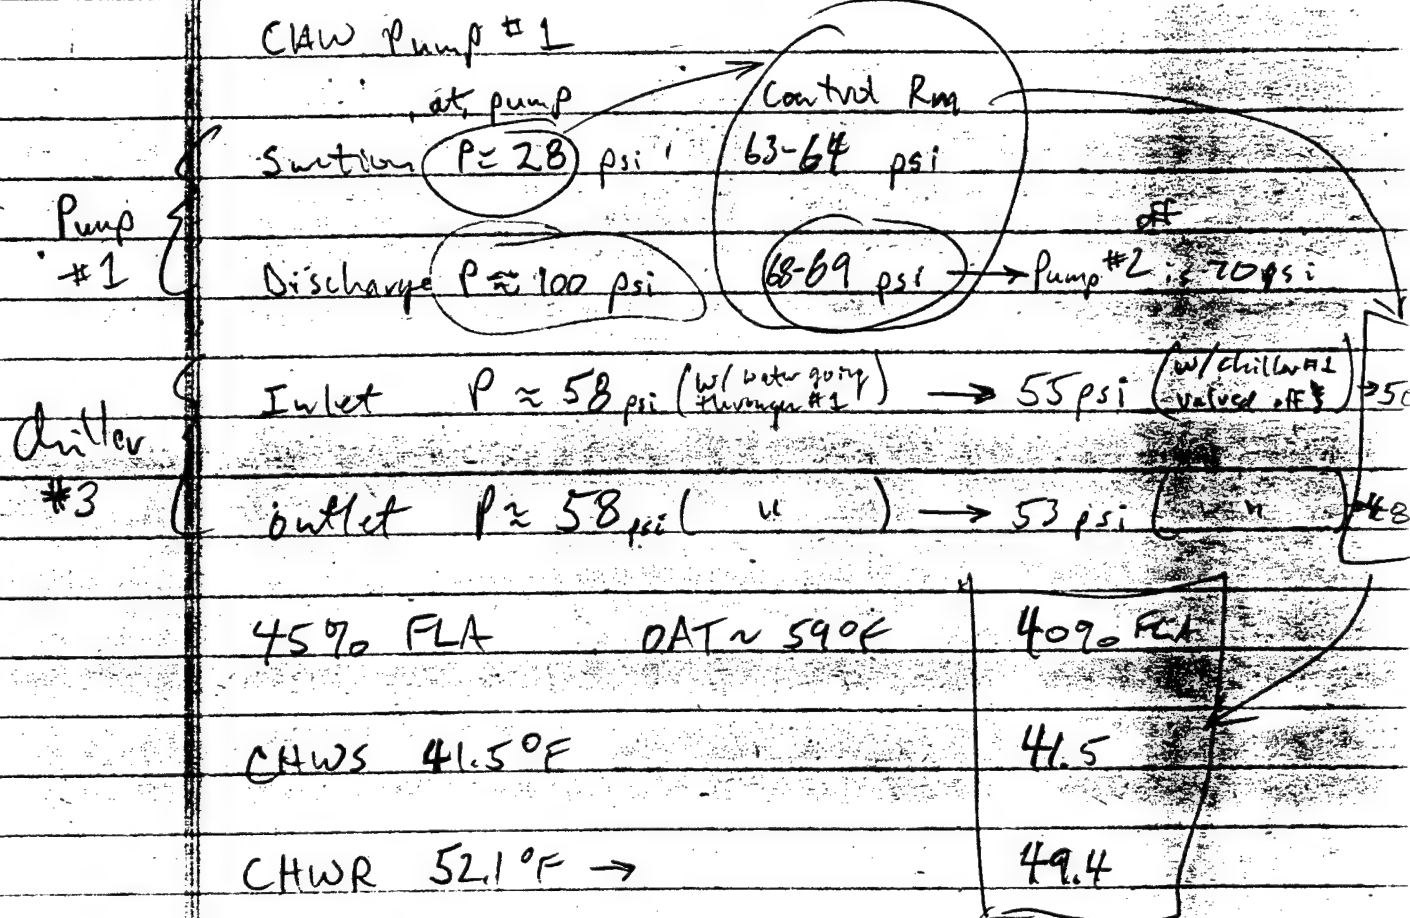 CHW Pump #1
at pump Control Rm
Suction P≈28 psi 63-64 psi
Pump #1
off
Discharge P≈100 psi 68-69 psi → Pump #2 is 70psi
Inlet P≈58 psi (w/ water going through #1) → 55 psi (w/ chiller #1 valved off) →
Chiller #3
outlet P≈58 psi ( " ) → 53 psi ( " ) → 48
45% FLA OAT ~ 59°F 40% FLA
CHWS 41.5°F 41.5
CHWR 52.1°F → 49.4